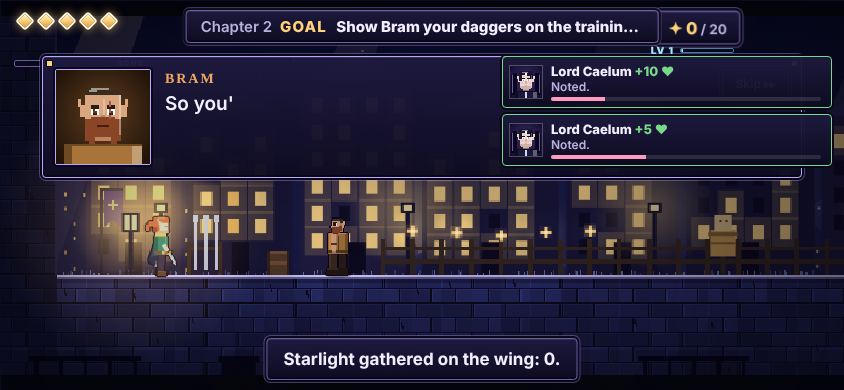 Chapter 2 GOAL Show Bram your daggers on the trainin...
✦ 0 / 20
LV 1
BRAM
So you'
Lord Caelum +10 ♥
Noted.
Lord Caelum +5 ♥
Noted.
Starlight gathered on the wing: 0.